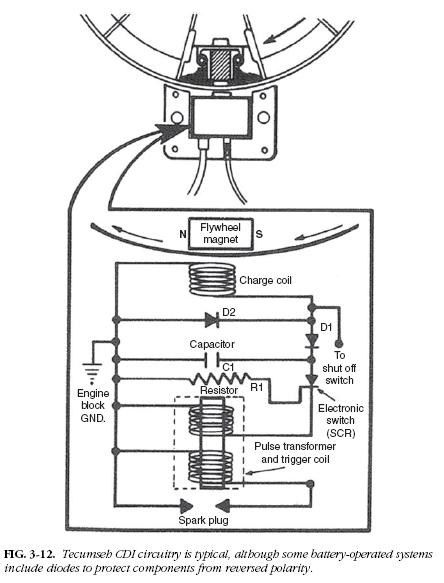 N
Flywheel
magnet
S
Charge coil
D2
D1
Capacitor
C1
To
shut off
switch
Resistor
R1
Engine
block
GND.
Electronic
switch
(SCR)
Pulse transformer
and trigger coil
Spark plug
FIG. 3-12. Tecumseh CDI circuitry is typical, although some battery-operated systems
include diodes to protect components from reversed polarity.